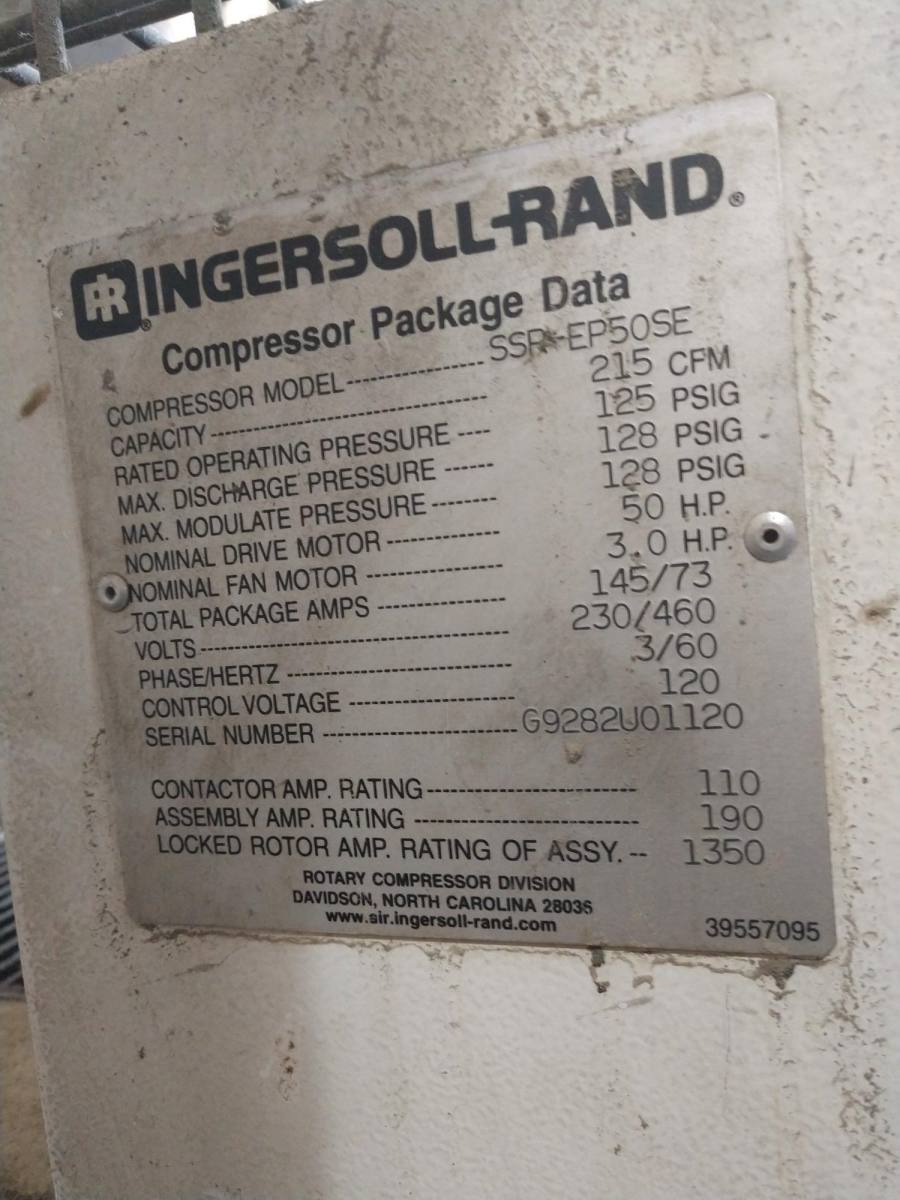 IR INGERSOLL-RAND®
Compressor Package Data
COMPRESSOR MODEL ---------------- SSR-EP50SE
CAPACITY -------------------------------- 215 CFM
RATED OPERATING PRESSURE ---- 125 PSIG
MAX. DISCHARGE PRESSURE ------ 128 PSIG
MAX. MODULATE PRESSURE -------- 128 PSIG
NOMINAL DRIVE MOTOR -------------- 50 H.P.
NOMINAL FAN MOTOR ----------------- 3.0 H.P.
TOTAL PACKAGE AMPS ---------------- 145/73
VOLTS --------------------------------------- 230/460
PHASE/HERTZ ---------------------------- 3/60
CONTROL VOLTAGE -------------------- 120
SERIAL NUMBER ------------------------ G9282U01120
CONTACTOR AMP. RATING -------------------------- 110
ASSEMBLY AMP. RATING ---------------------------- 190
LOCKED ROTOR AMP. RATING OF ASSY. -- 1350
ROTARY COMPRESSOR DIVISION
DAVIDSON, NORTH CAROLINA 28036
www.air.ingersoll-rand.com
39557095